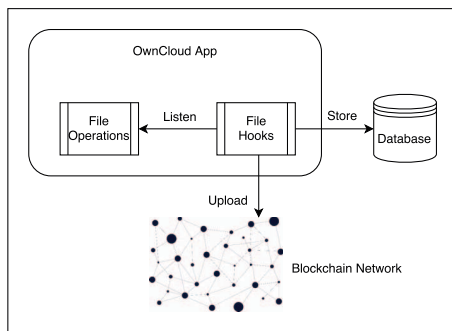 OwnCloud App
File
Operations
Listen
File
Hooks
Store
Database
Upload
Blockchain Network